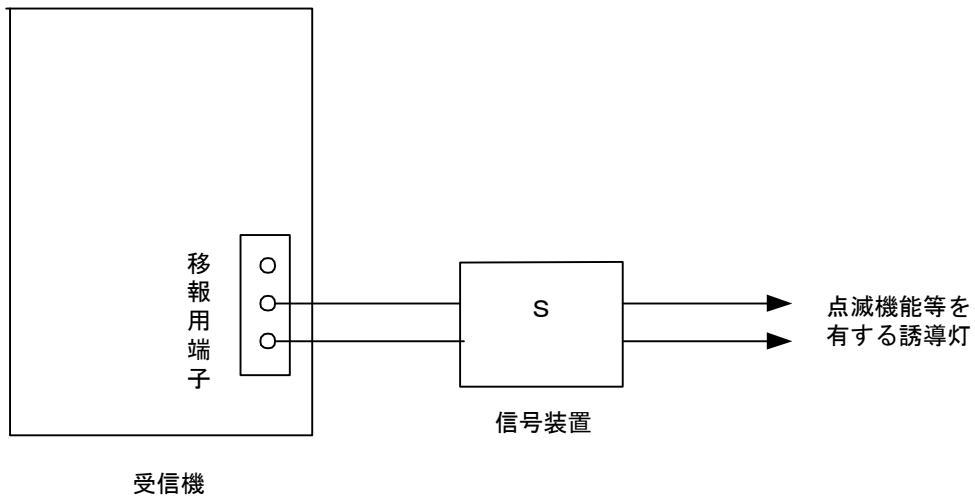 移報用端子
S
点滅機能等を
有する誘導灯
信号装置
受信機